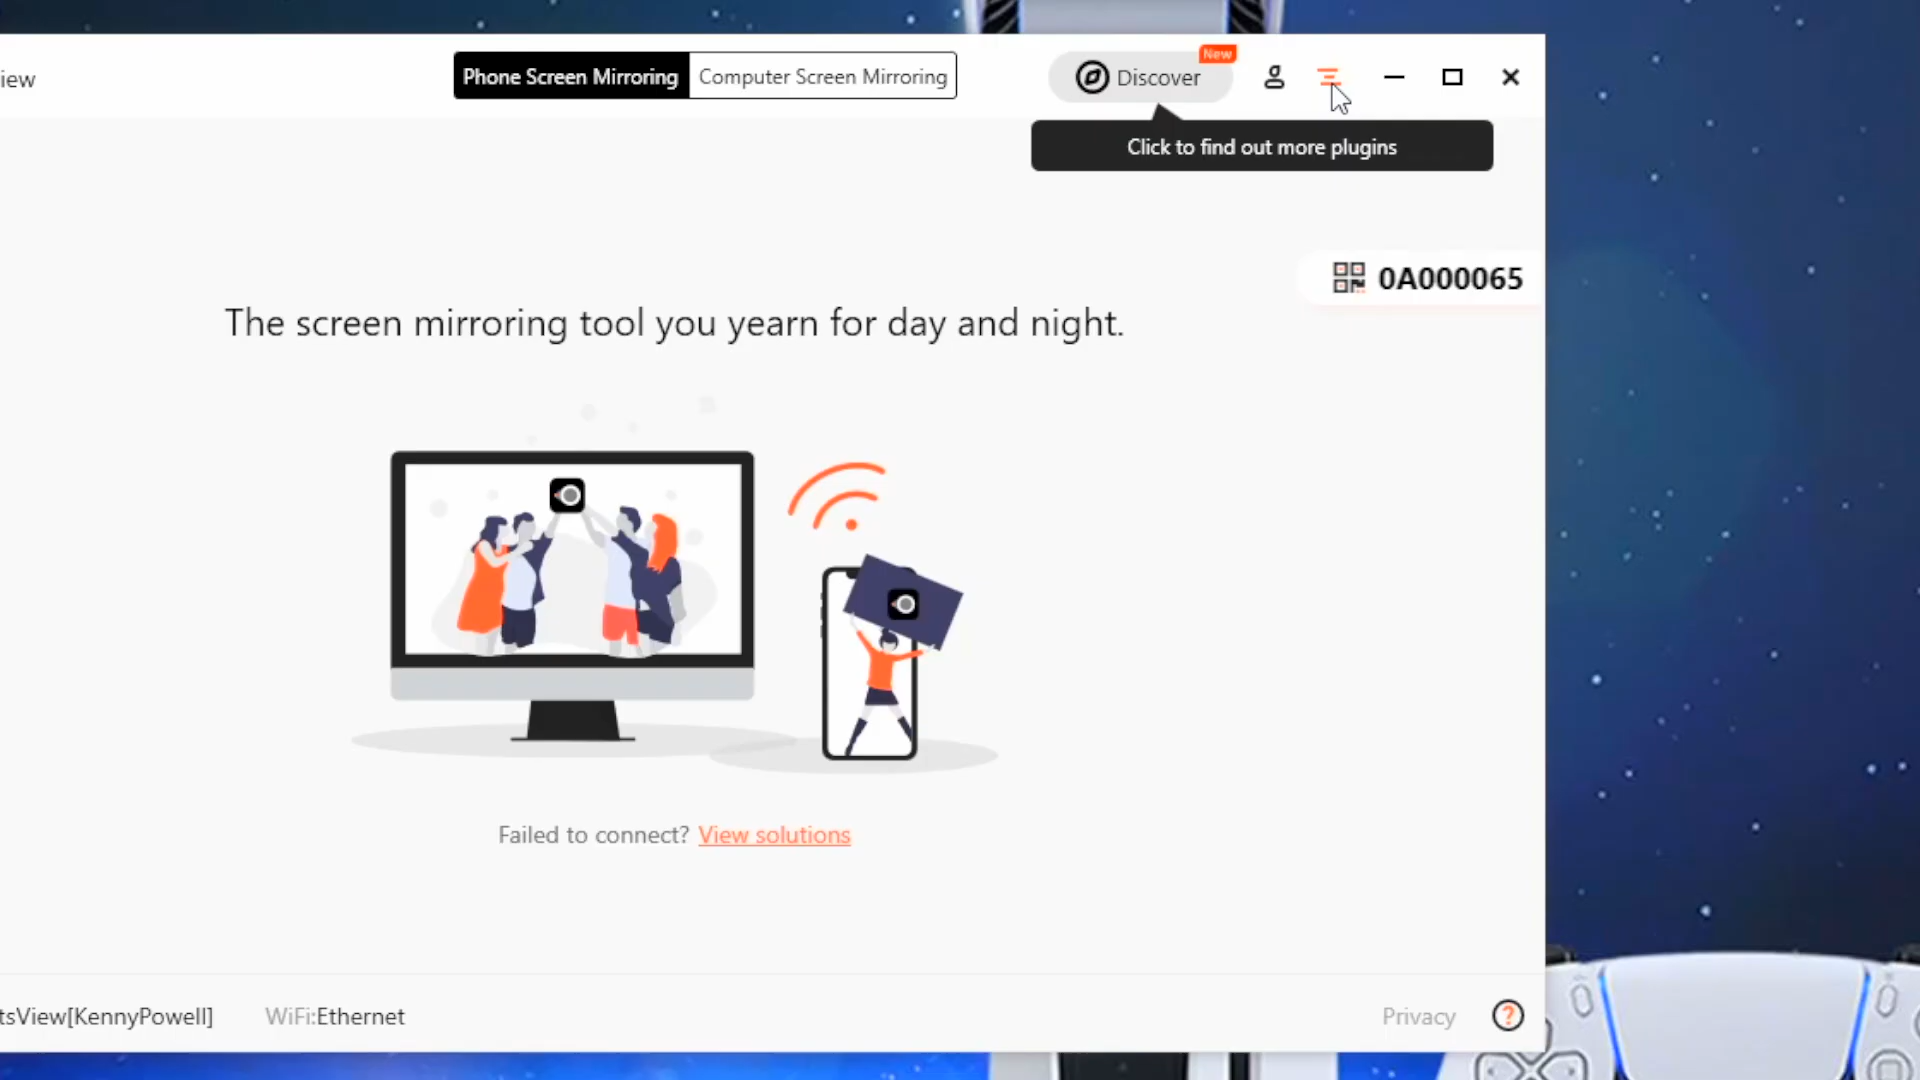 iew
Phone Screen Mirroring
Computer Screen Mirroring
Discover
New
Click to find out more plugins
0A000065
The screen mirroring tool you yearn for day and night.
Failed to connect? View solutions
tsView[KennyPowell]
WiFi:Ethernet
Privacy
?